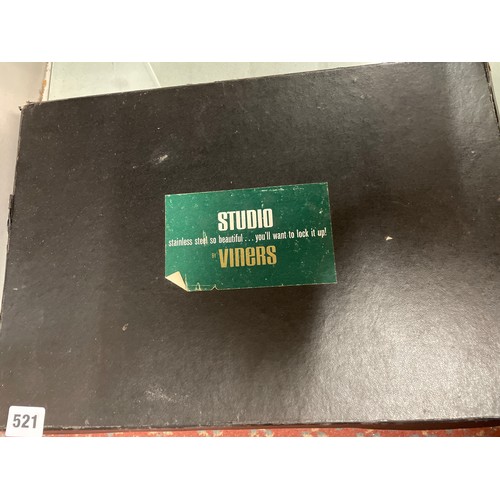 STUDIO
stainless steel so beautiful... you'll want to lock it up!
by VINERS
521